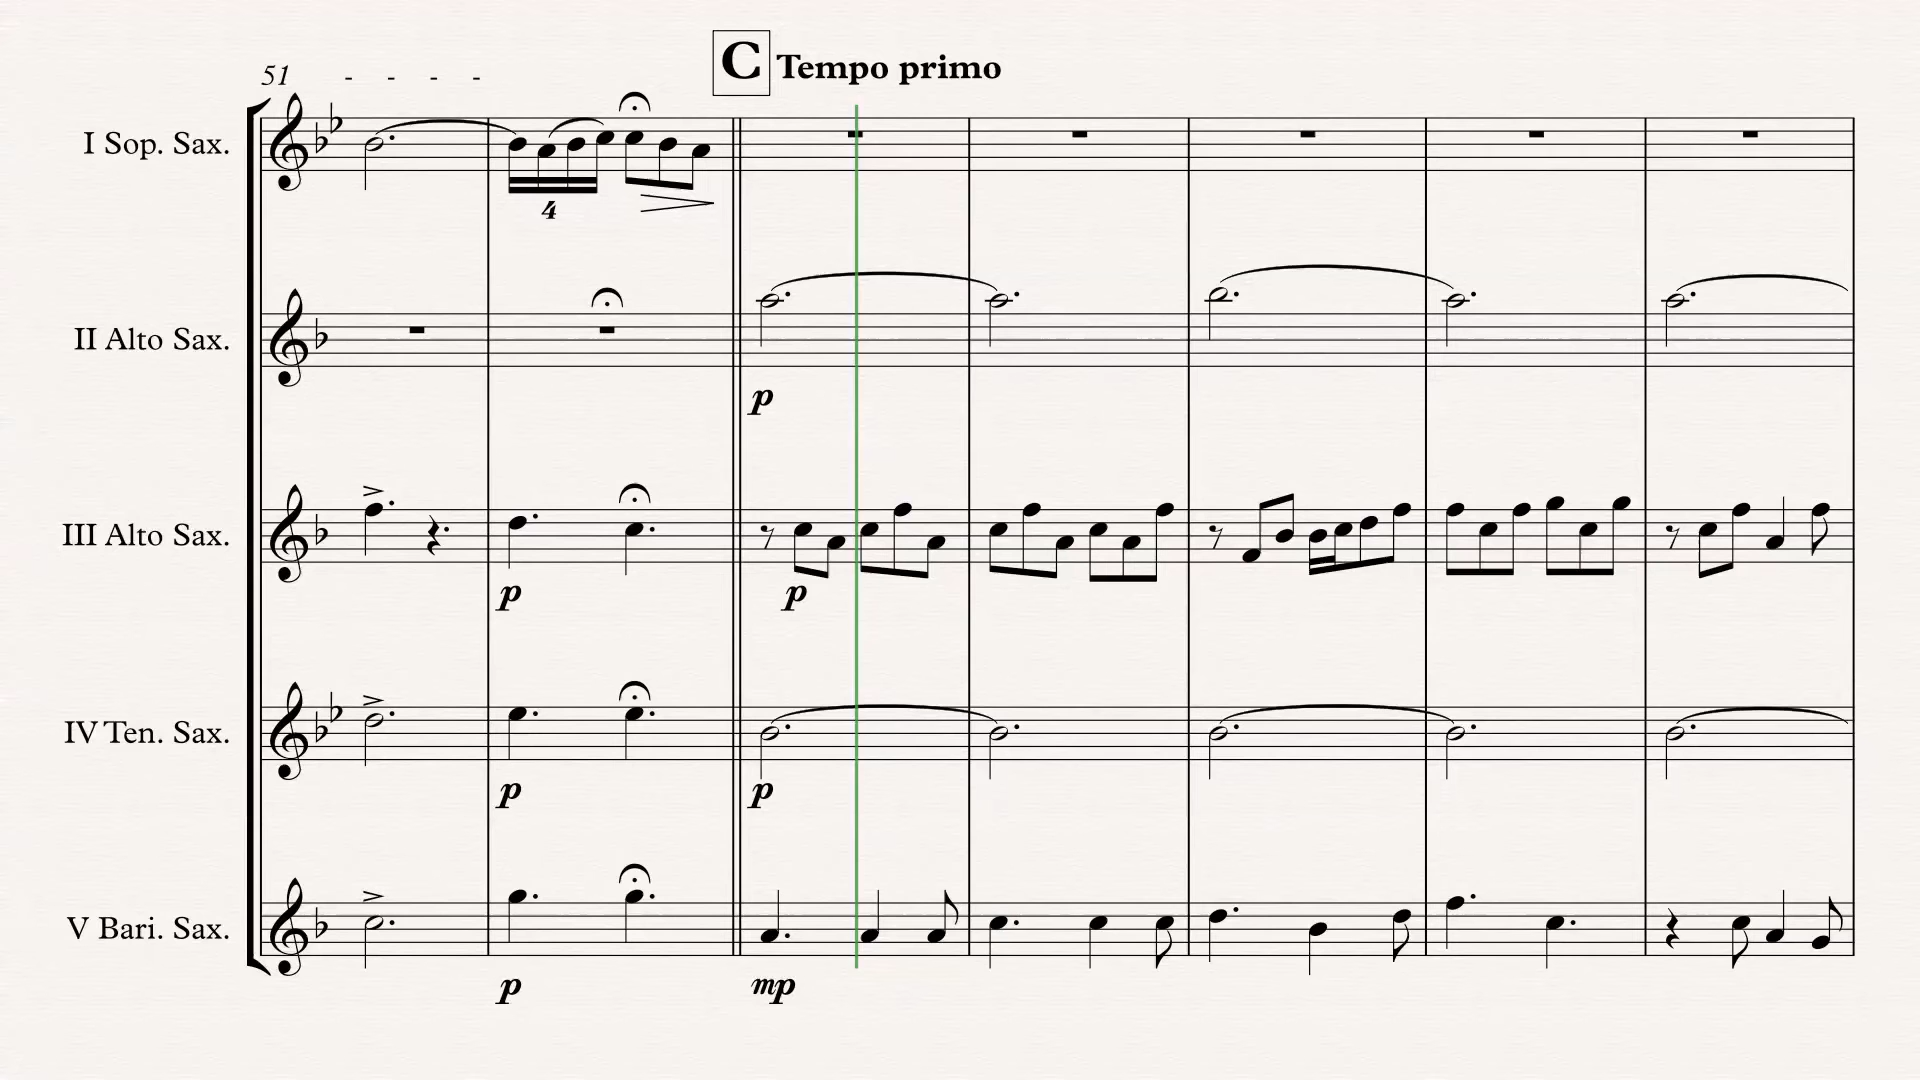 51 - - - -
C Tempo primo
I Sop. Sax.
4
II Alto Sax.
p
III Alto Sax.
p p
IV Ten. Sax.
p p
V Bari. Sax.
p mp